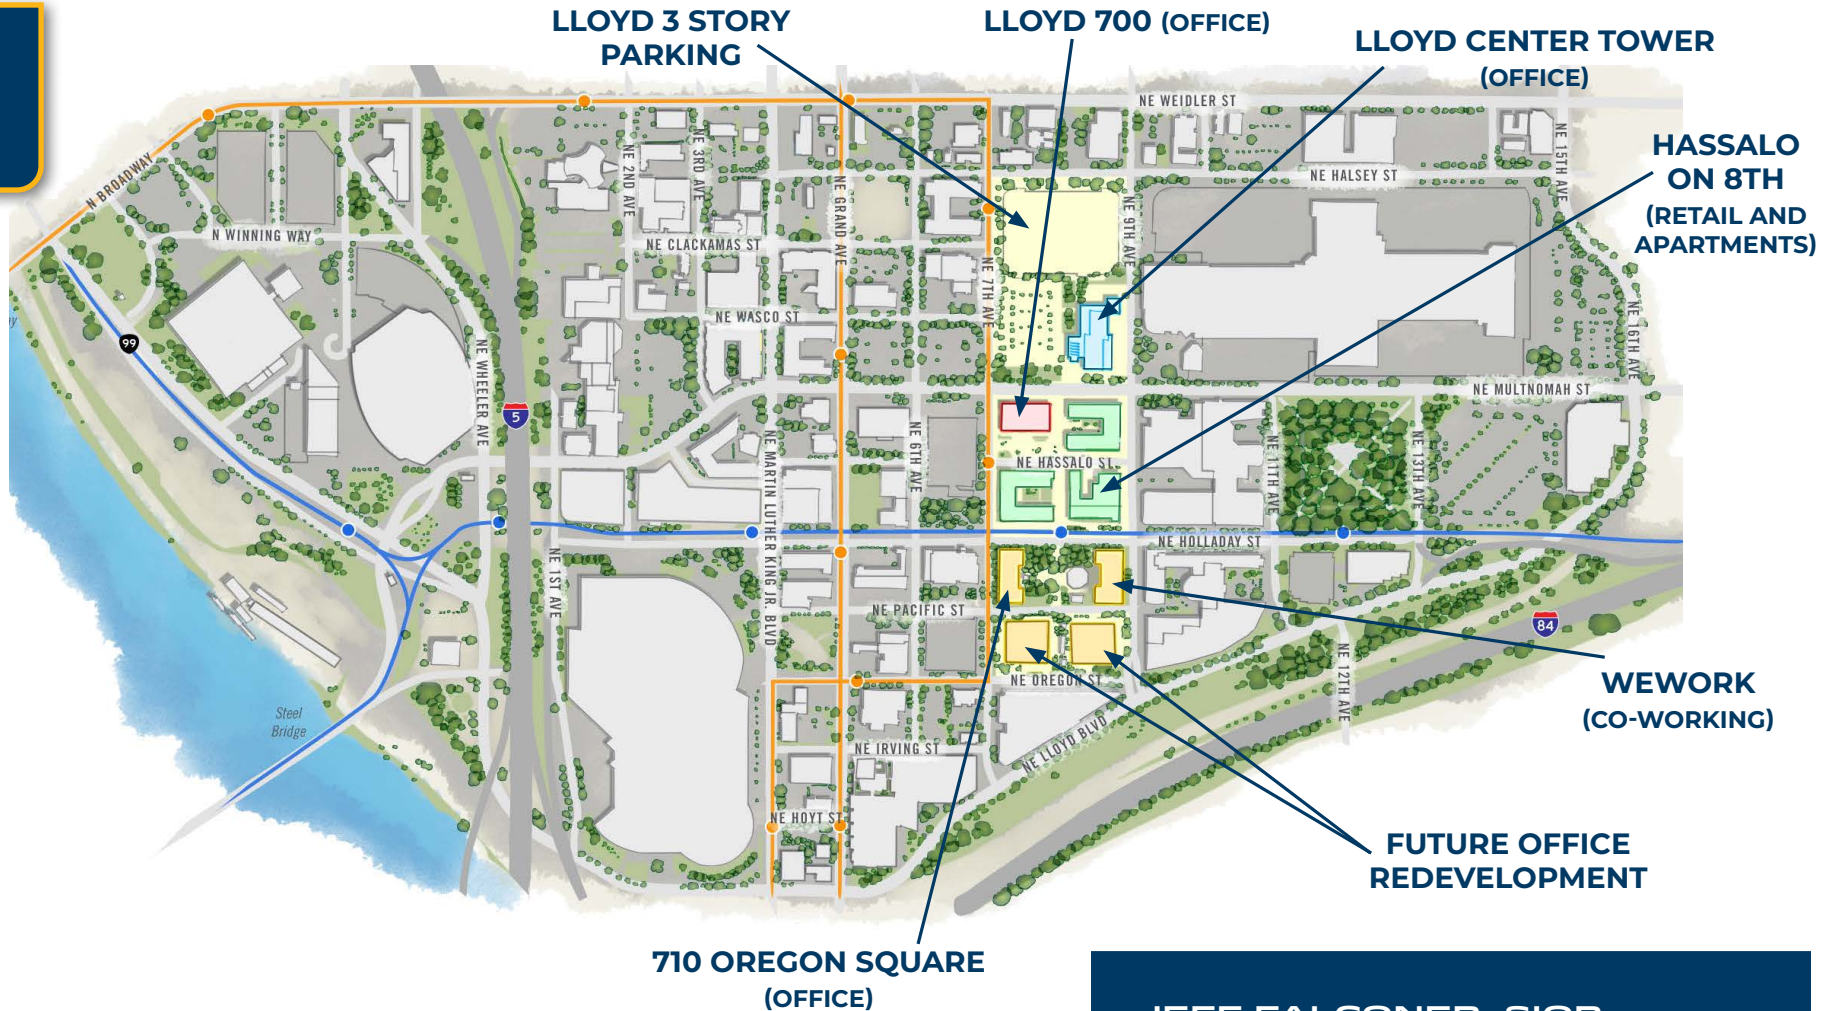 LLOYD 3 STORY
PARKING
LLOYD 700 (OFFICE)
LLOYD CENTER TOWER
(OFFICE)
HASSALO
ON 8TH
(RETAIL AND
APARTMENTS)
NE WEIDLER ST
N BROADWAY
NE 2ND AVE
NE 3RD AVE
NE GRAND AVE
NE 9TH AVE
NE HALSEY ST
NE 15TH AVE
N WINNING WAY
NE CLACKAMAS ST
NE 7TH AVE
NE WASCO ST
NE 16TH AVE
99
NE WHEELER AVE
5
NE MULTNOMAH ST
NE MARTIN LUTHER KING JR. BLVD
NE 6TH AVE
NE HASSALO ST
NE 11TH AVE
NE 13TH AVE
NE HOLLADAY ST
NE 1ST AVE
NE PACIFIC ST
84
NE 12TH AVE
NE OREGON ST
WEWORK
(CO-WORKING)
Steel
Bridge
NE IRVING ST
NE LLOYD BLVD
NE HOYT ST
FUTURE OFFICE
REDEVELOPMENT
710 OREGON SQUARE
(OFFICE)
JEFF FALCONER, SIOR